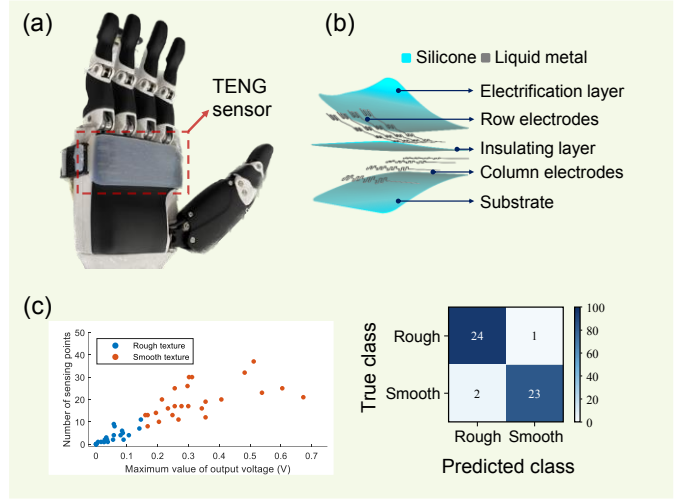 (a)
TENG
sensor
(b)
Silicone Liquid metal
Electrification layer
Row electrodes
Insulating layer
Column electrodes
Substrate
(c)
Number of sensing points
50
40
30
20
10
0
Rough texture
Smooth texture
0 0.1 0.2 0.3 0.4 0.5 0.6 0.7
Maximum value of output voltage (V)
True class
Rough
Smooth
24 1
2 23
Rough Smooth
Predicted class
100
80
60
40
20
0